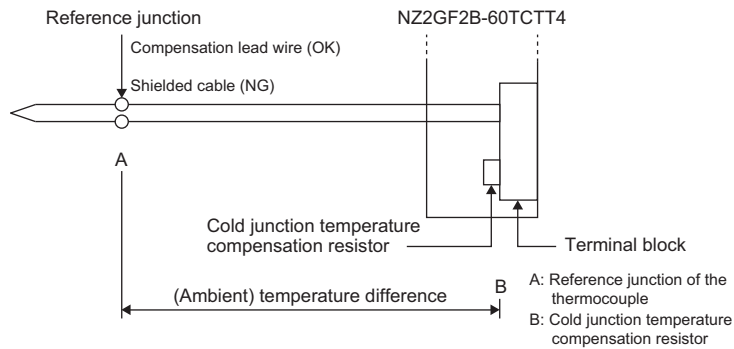 Reference junction
NZ2GF2B-60TCTT4
Compensation lead wire (OK)
Shielded cable (NG)
A
Cold junction temperature
compensation resistor
Terminal block
(Ambient) temperature difference
B
A: Reference junction of the
thermocouple
B: Cold junction temperature
compensation resistor